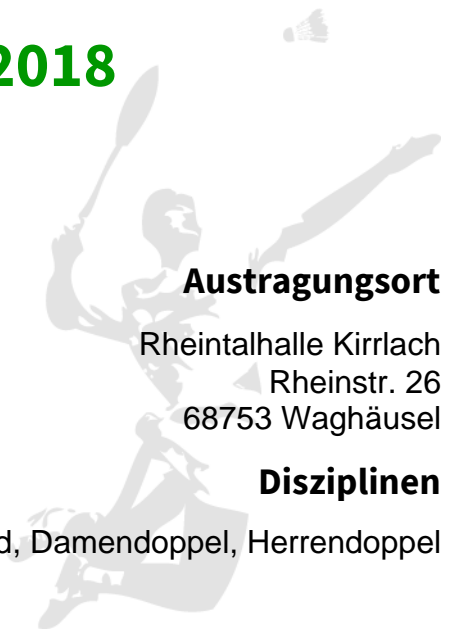 2018
Austragungsort
Rheintalhalle Kirrlach
Rheinstr. 26
68753 Waghäusel
Disziplinen
d, Damendoppel, Herrendoppel